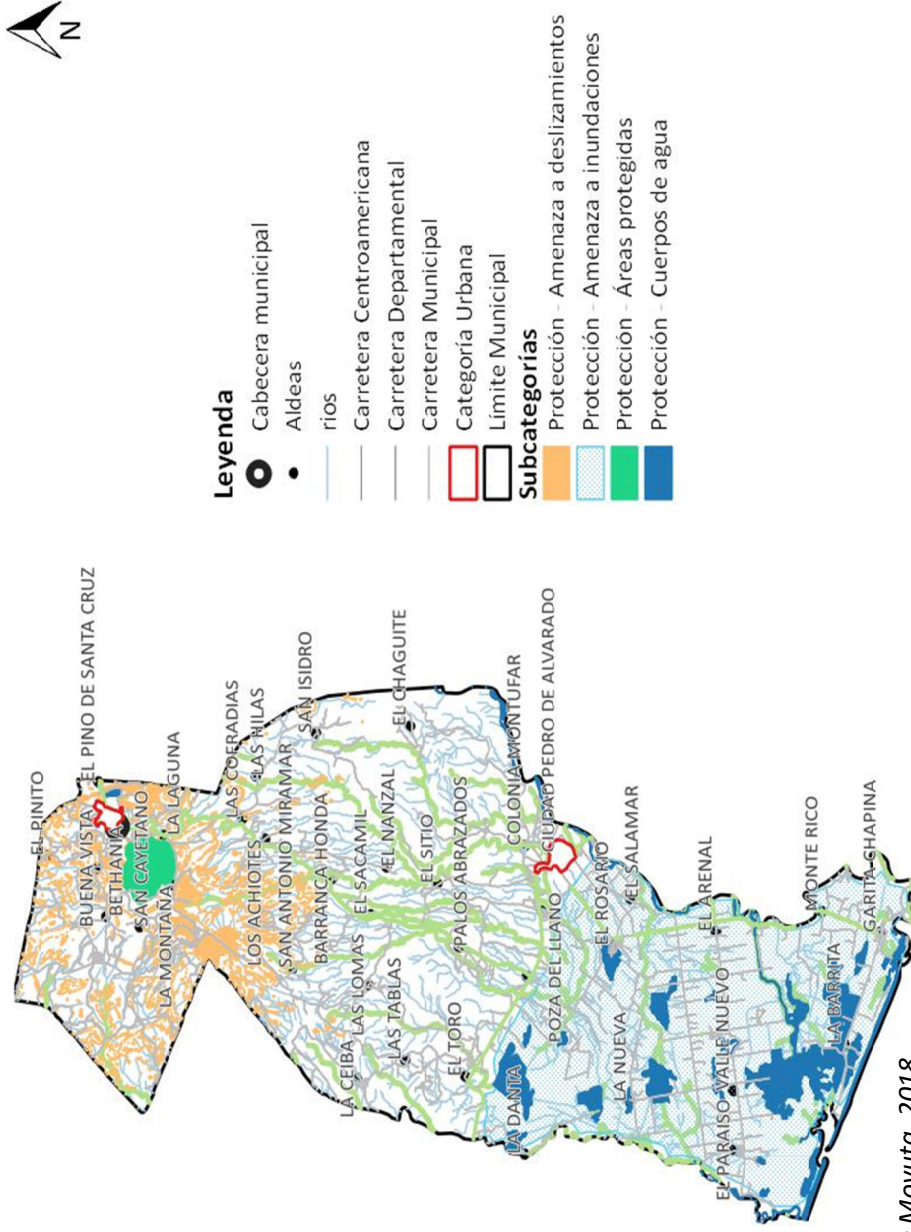 N
EL PINITO
EL PINO DE SANTA CRUZ
BUENA VISTA
BETHANIA
SAN CAYETANO
LA LAGUNA
LA MONTAÑA
LAS COFRADIAS
LAS HILAS
SAN ISIDRO
LOS ACHIOTES
SAN ANTONIO MIRAMAR
BARRANCA HONDA
EL CHAGUITE
EL SACAMIL
EL NANZAL
LA CEIBA
LAS LOMAS
LAS TABLAS
EL SITIO
EL TORO
PALOS ABRAZADOS
COLONIA MONTUFAR
CIUDAD PEDRO DE ALVARADO
LA DANTA
POZA DEL LLANO
EL ROSARIO
EL SALAMAR
LA NUEVA
EL ARENAL
EL PARAISO-VALLE NUEVO
MONTE RICO
LA BARRITA
GARITA CHAPINA
Leyenda
Cabecera municipal
Aldeas
rios
Carretera Centroamericana
Carretera Departamental
Carretera Municipal
Categoría Urbana
Límite Municipal
Subcategorías
Protección - Amenaza a deslizamientos
Protección - Amenaza a inundaciones
Protección - Áreas protegidas
Protección - Cuerpos de agua
Moyuta, 2018